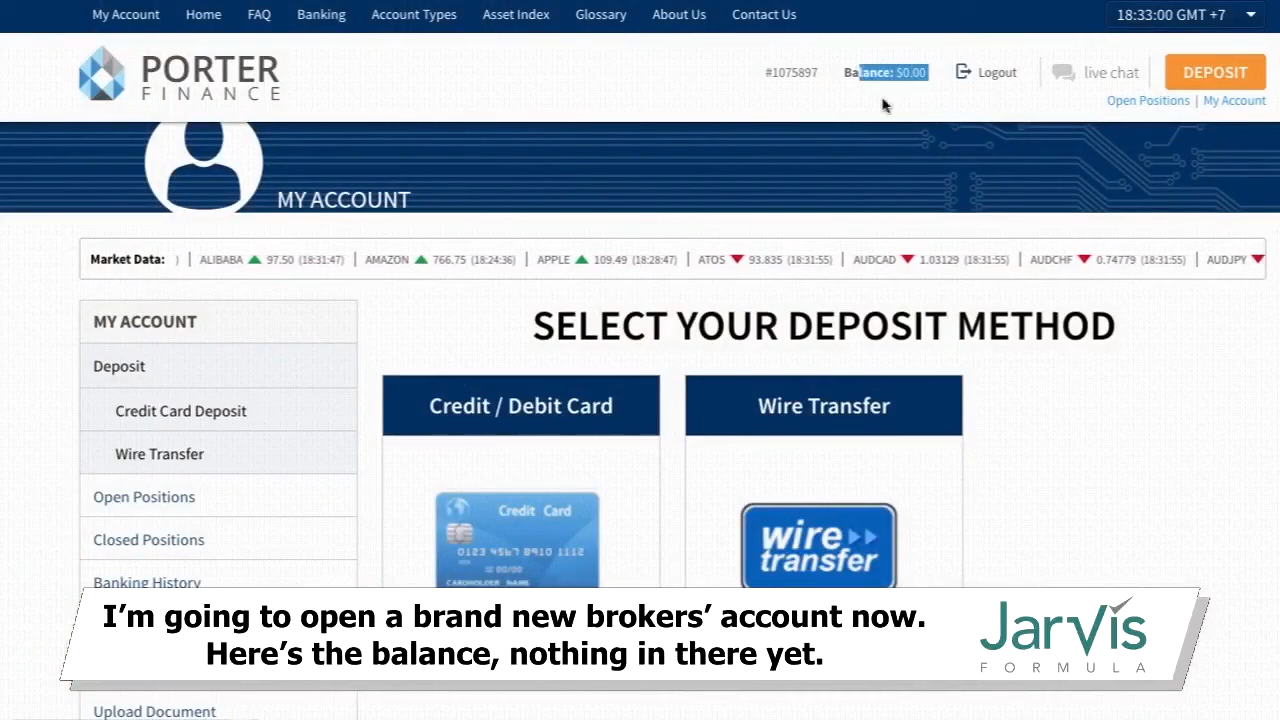 My Account Home FAQ Banking Account Types Asset Index Glossary About Us Contact Us 18:33:00 GMT +7
PORTER
FINANCE
#1075897 Balance: $0.00 Logout live chat DEPOSIT
Open Positions | My Account
MY ACCOUNT
Market Data: ) | ALIBABA 97.50 (18:31:47) | AMAZON 766.75 (18:24:36) | APPLE 109.49 (18:28:47) | ATOS 93.835 (18:31:55) | AUDCAD 1.03129 (18:31:55) | AUDCHF 0.74779 (18:31:55) | AUDJPY
MY ACCOUNT
Deposit
Credit Card Deposit
Wire Transfer
Open Positions
Closed Positions
Banking History
Upload Document
SELECT YOUR DEPOSIT METHOD
Credit / Debit Card
Credit Card
0123 4567 8910 1112
00/00
CARDHOLDER NAME
Wire Transfer
wire
transfer
I'm going to open a brand new brokers' account now.
Here's the balance, nothing in there yet.
JarVis
FORMULA